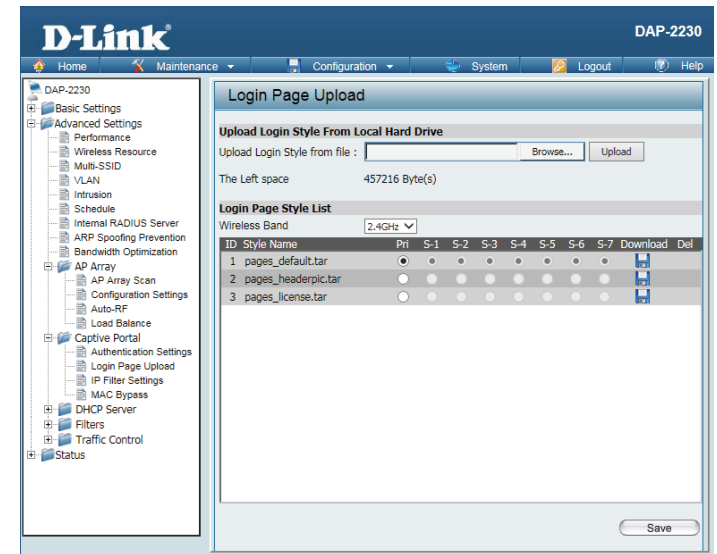 D-Link®
DAP-2230
Home Maintenance Configuration System Logout Help
DAP-2230
Basic Settings
Advanced Settings
Performance
Wireless Resource
Multi-SSID
VLAN
Intrusion
Schedule
Internal RADIUS Server
ARP Spoofing Prevention
Bandwidth Optimization
AP Array
AP Array Scan
Configuration Settings
Auto-RF
Load Balance
Captive Portal
Authentication Settings
Login Page Upload
IP Filter Settings
MAC Bypass
DHCP Server
Filters
Traffic Control
Status
Login Page Upload
Upload Login Style From Local Hard Drive
Upload Login Style from file : Browse... Upload
The Left space 457216 Byte(s)
Login Page Style List
Wireless Band 2.4GHz
ID Style Name Pri S-1 S-2 S-3 S-4 S-5 S-6 S-7 Download Del
1 pages_default.tar
2 pages_headerpic.tar
3 pages_license.tar
Save